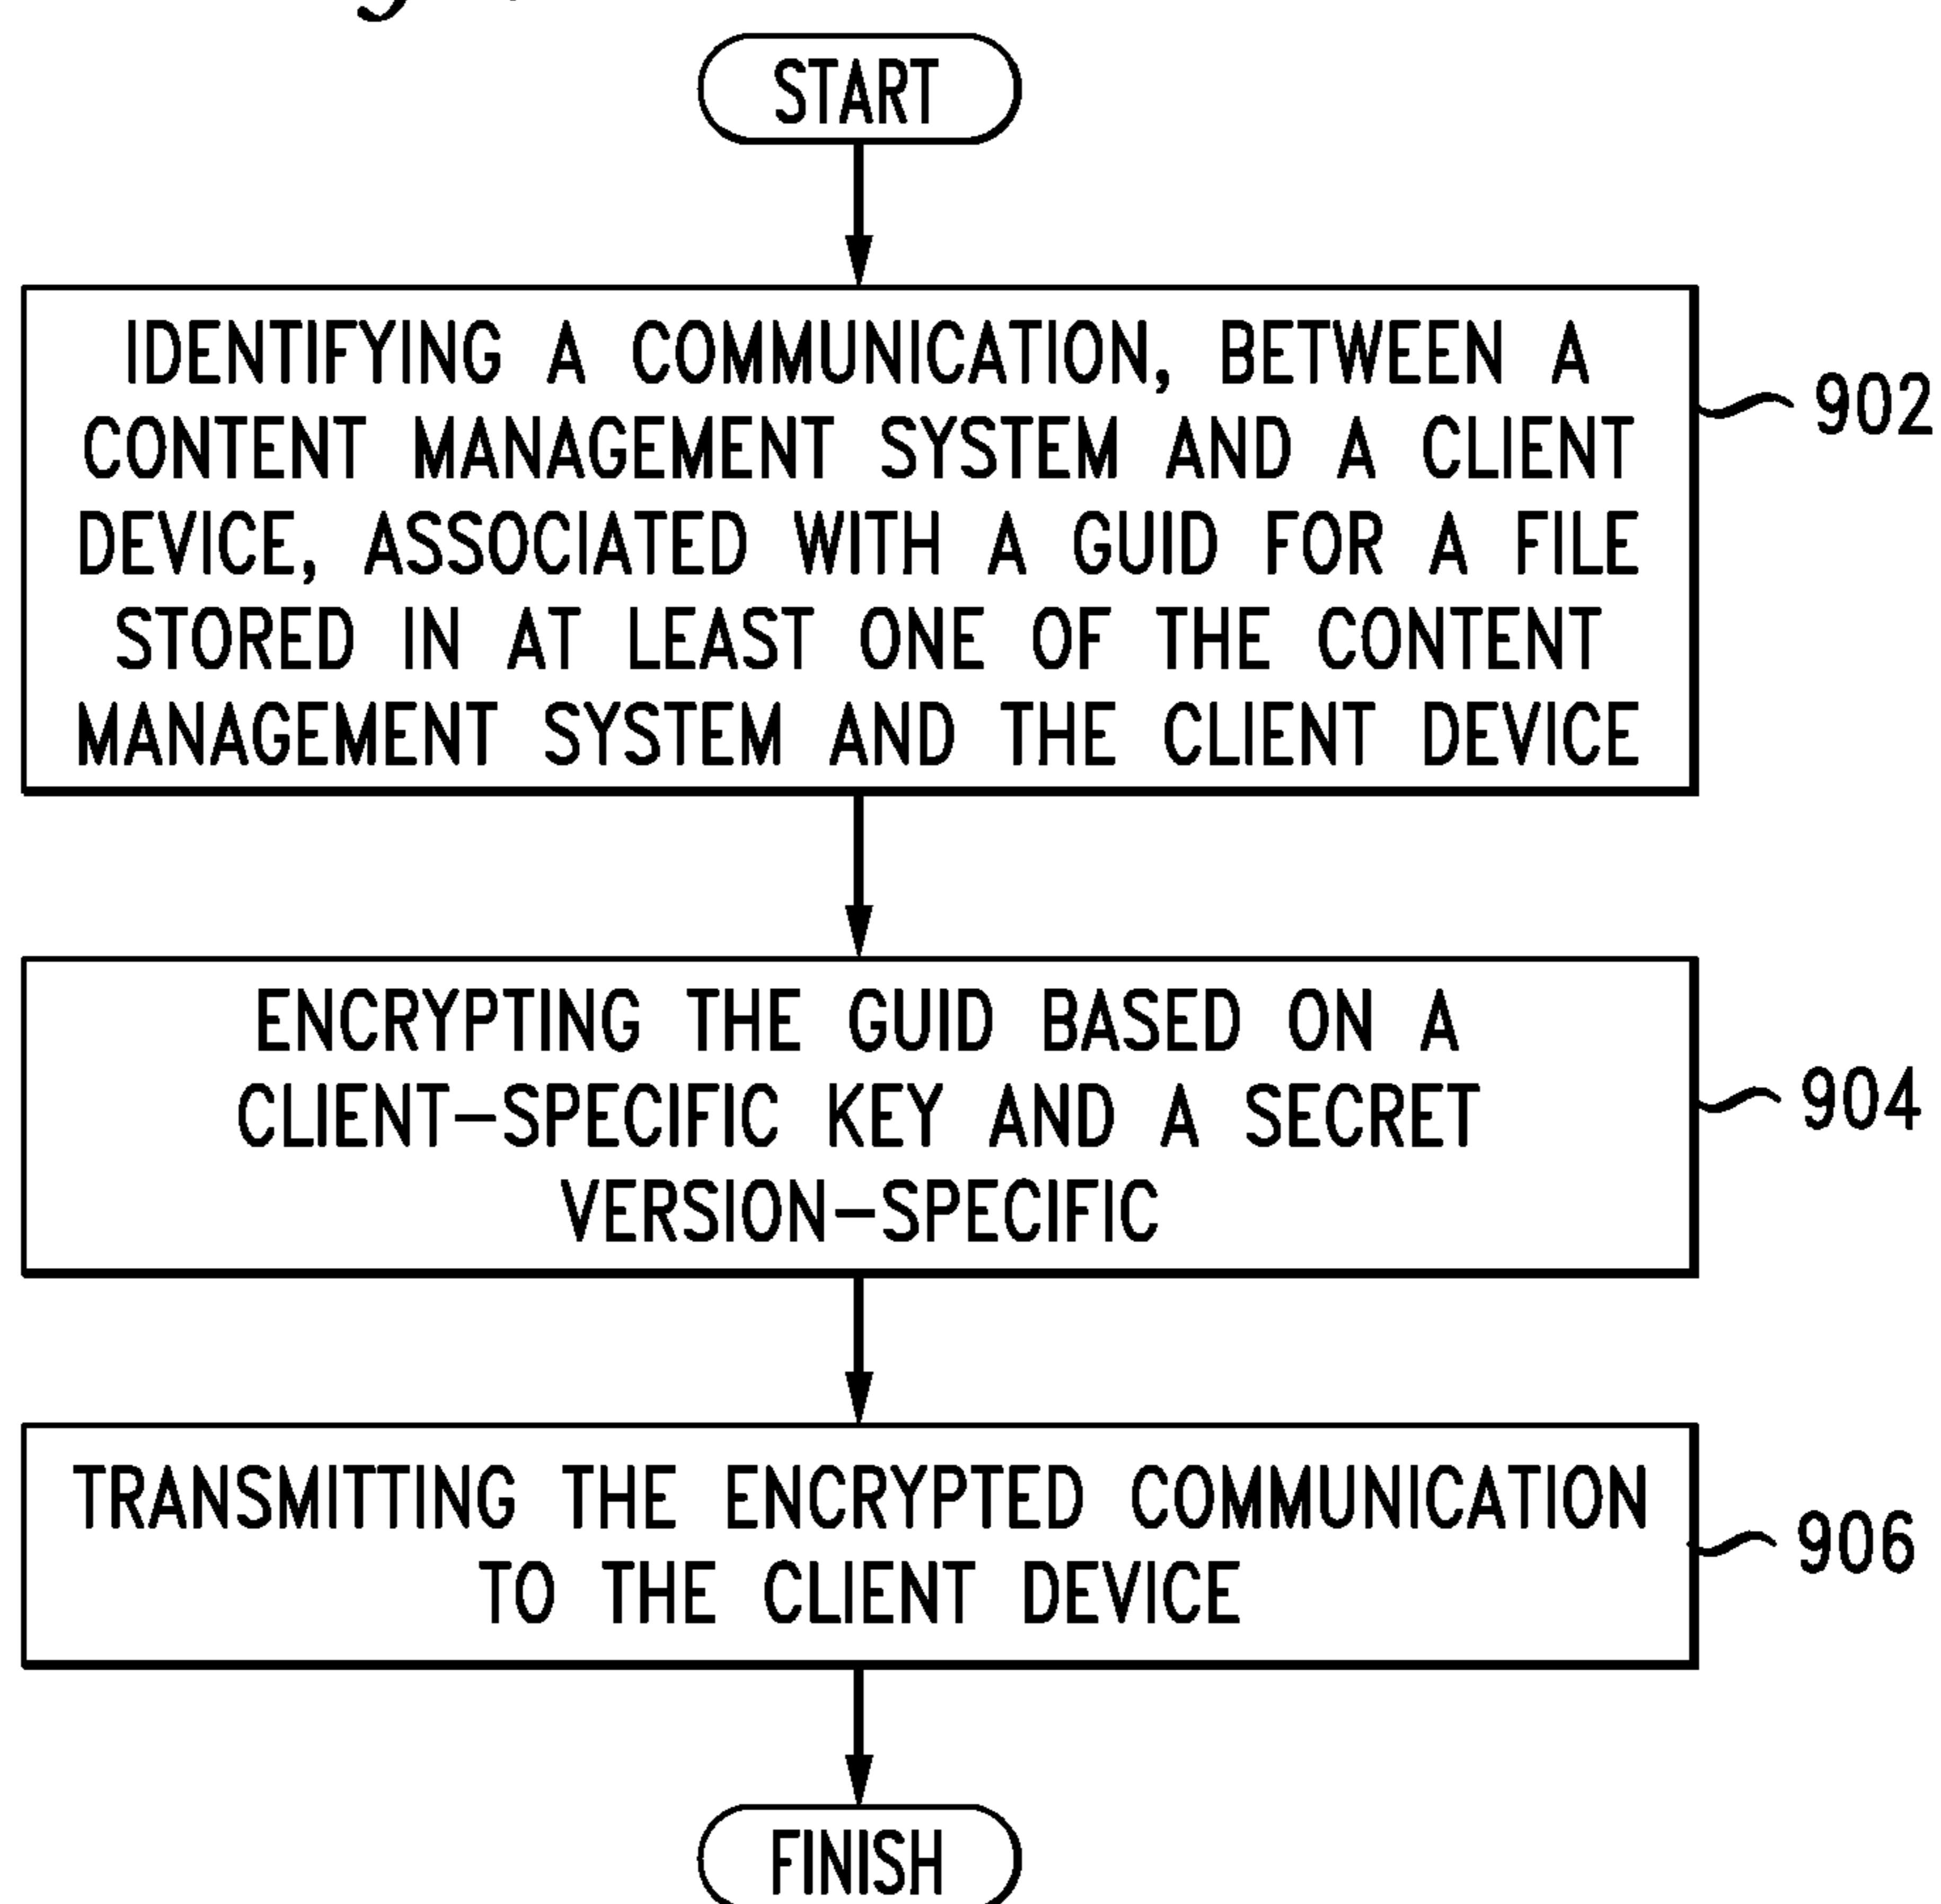 START
IDENTIFYING A COMMUNICATION, BETWEEN A
CONTENT MANAGEMENT SYSTEM AND A CLIENT
DEVICE, ASSOCIATED WITH A GUID FOR A FILE
STORED IN AT LEAST ONE OF THE CONTENT
MANAGEMENT SYSTEM AND THE CLIENT DEVICE
902
ENCRYPTING THE GUID BASED ON A
CLIENT-SPECIFIC KEY AND A SECRET
VERSION-SPECIFIC
904
TRANSMITTING THE ENCRYPTED COMMUNICATION
TO THE CLIENT DEVICE
906
FINISH